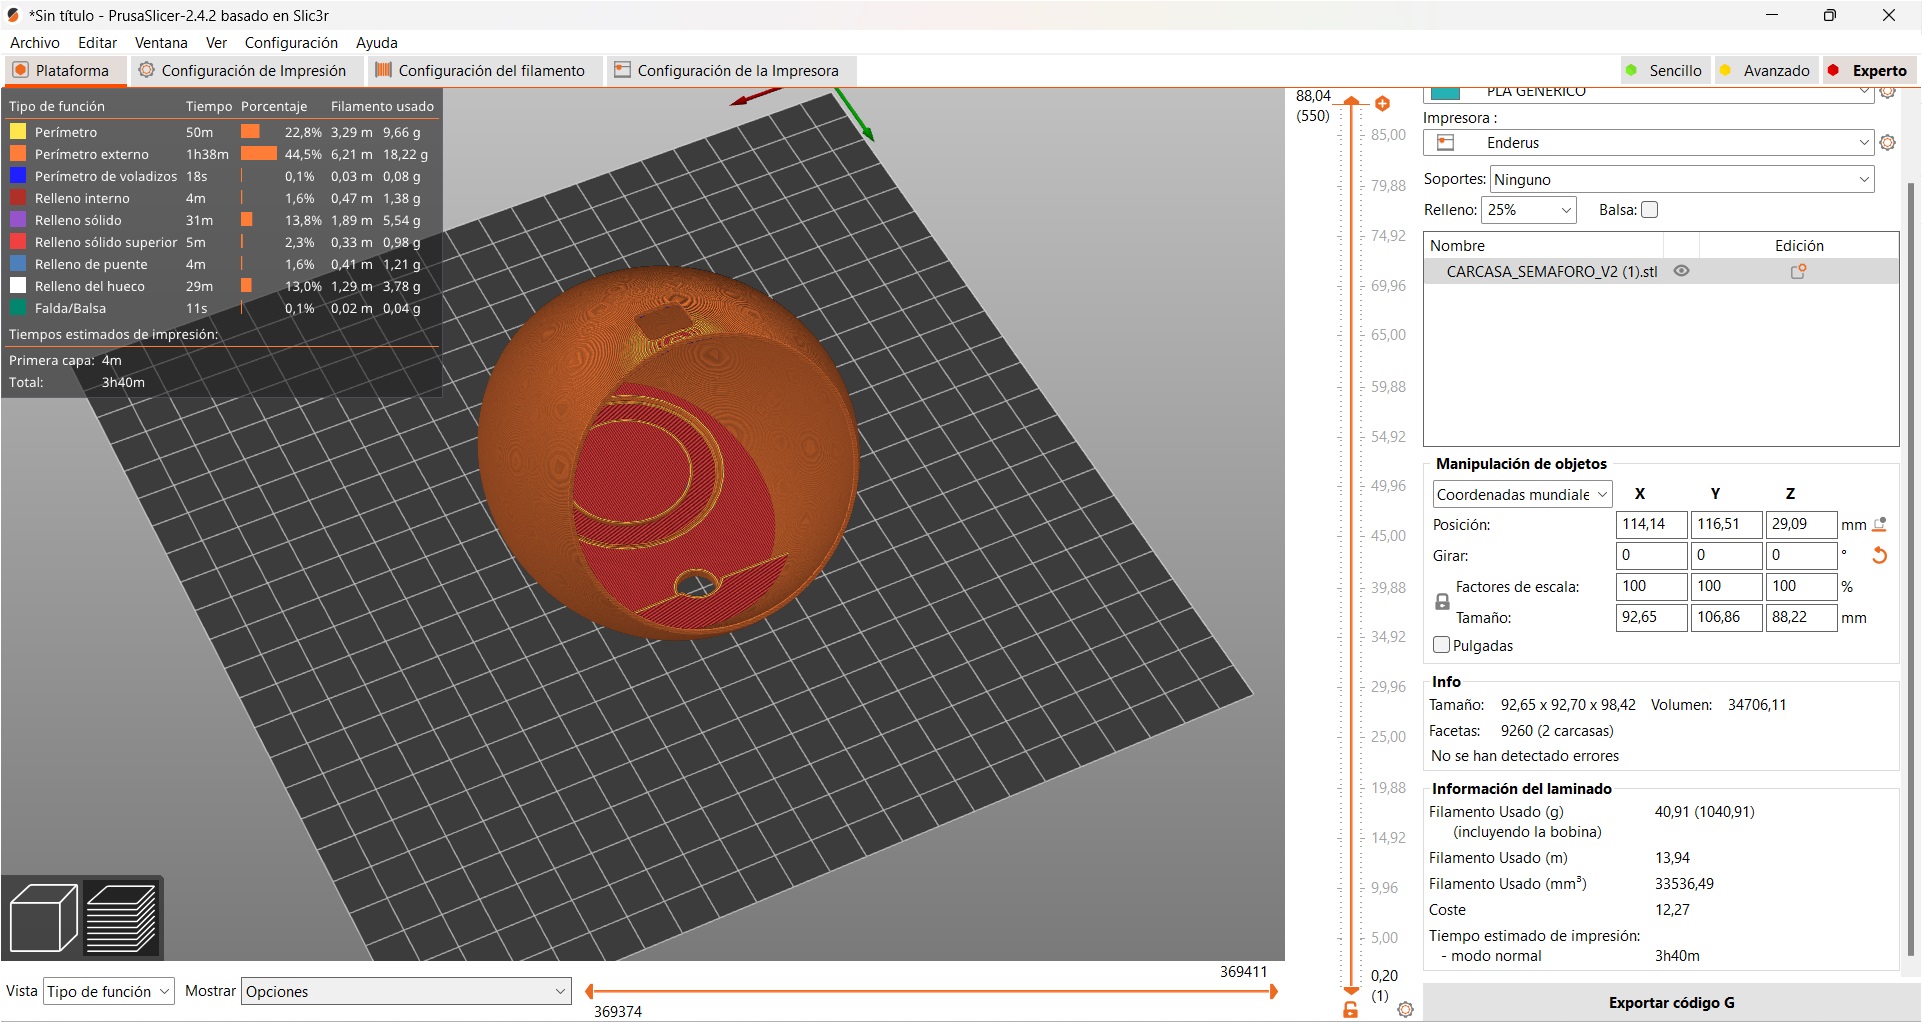 *Sin título - PrusaSlicer-2.4.2 basado en Slic3r
Archivo Editar Ventana Ver Configuración Ayuda
Plataforma Configuración de Impresión Configuración del filamento Configuración de la Impresora Sencillo Avanzado Experto
Tipo de función Tiempo Porcentaje Filamento usado
Perímetro 50m 22,8% 3,29 m 9,66 g
Perímetro externo 1h38m 44,5% 6,21 m 18,22 g
Perímetro de voladizos 18s 0,1% 0,03 m 0,08 g
Relleno interno 4m 1,6% 0,47 m 1,38 g
Relleno sólido 31m 13,8% 1,89 m 5,54 g
Relleno sólido superior 5m 2,3% 0,33 m 0,98 g
Relleno de puente 4m 1,6% 0,41 m 1,21 g
Relleno del hueco 29m 13,0% 1,29 m 3,78 g
Falda/Balsa 11s 0,1% 0,02 m 0,04 g
Tiempos estimados de impresión:
Primera capa: 4m
Total: 3h40m
88,04
(550)
85,00
79,88
74,92
69,96
65,00
59,88
54,92
49,96
45,00
39,88
34,92
29,96
25,00
19,88
14,92
9,96
5,00
0,20
(1)
PLA GENERICO
Impresora :
Enderus
Soportes: Ninguno
Relleno: 25% Balsa:
Nombre Edición
CARCASA_SEMAFORO_V2 (1).stl
Manipulación de objetos
Coordenadas mundiale X Y Z
Posición: 114,14 116,51 29,09 mm
Girar: 0 0 0 °
Factores de escala: 100 100 100 %
Tamaño: 92,65 106,86 88,22 mm
Pulgadas
Info
Tamaño: 92,65 x 92,70 x 98,42 Volumen: 34706,11
Facetas: 9260 (2 carcasas)
No se han detectado errores
Información del laminado
Filamento Usado (g) 40,91 (1040,91)
(incluyendo la bobina)
Filamento Usado (m) 13,94
Filamento Usado (mm³) 33536,49
Coste 12,27
Tiempo estimado de impresión:
- modo normal 3h40m
Exportar código G
369411
Vista Tipo de función Mostrar Opciones
369374